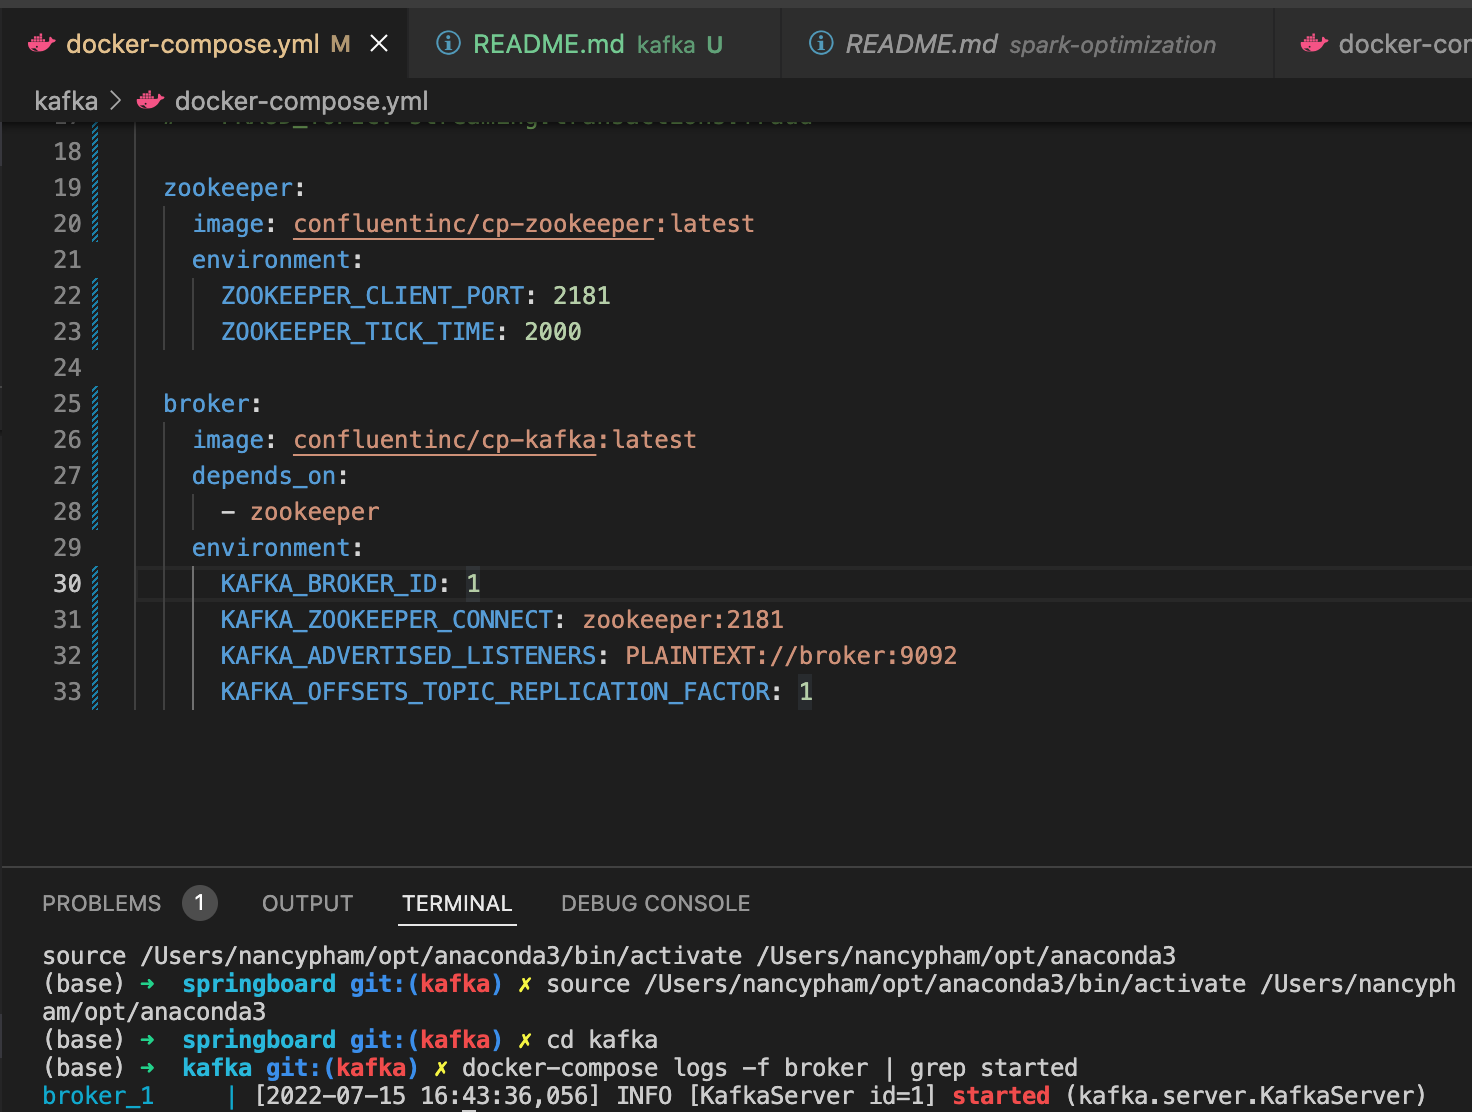 docker-compose.yml M README.md kafka U README.md spark-optimization docker-cor
kafka > docker-compose.yml
18
19 zookeeper:
20 image: confluentinc/cp-zookeeper:latest
21 environment:
22 ZOOKEEPER_CLIENT_PORT: 2181
23 ZOOKEEPER_TICK_TIME: 2000
24
25 broker:
26 image: confluentinc/cp-kafka:latest
27 depends_on:
28 - zookeeper
29 environment:
30 KAFKA_BROKER_ID: 1
31 KAFKA_ZOOKEEPER_CONNECT: zookeeper:2181
32 KAFKA_ADVERTISED_LISTENERS: PLAINTEXT://broker:9092
33 KAFKA_OFFSETS_TOPIC_REPLICATION_FACTOR: 1
PROBLEMS 1 OUTPUT TERMINAL DEBUG CONSOLE
source /Users/nancypham/opt/anaconda3/bin/activate /Users/nancypham/opt/anaconda3
(base) ➜ springboard git:(kafka) ✗ source /Users/nancypham/opt/anaconda3/bin/activate /Users/nancyph
am/opt/anaconda3
(base) ➜ springboard git:(kafka) ✗ cd kafka
(base) ➜ kafka git:(kafka) ✗ docker-compose logs -f broker | grep started
broker_1 | [2022-07-15 16:43:36,056] INFO [KafkaServer id=1] started (kafka.server.KafkaServer)